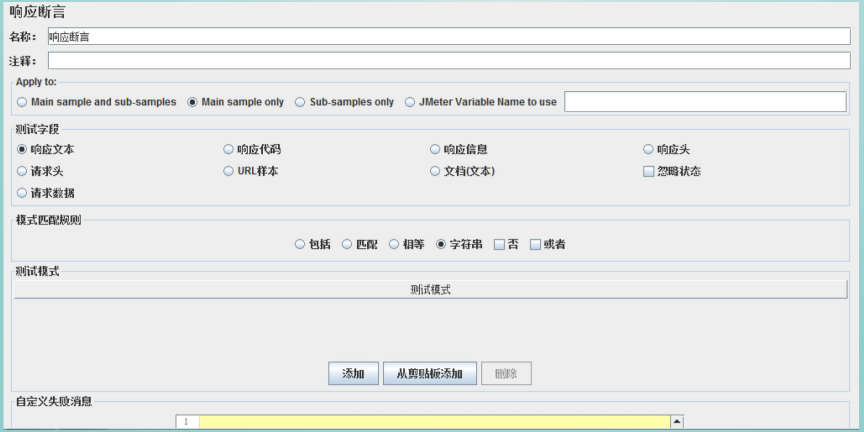 响应断言
名称： 响应断言
注释：
Apply to:
Main sample and sub-samples Main sample only Sub-samples only JMeter Variable Name to use
测试字段
响应文本 响应代码 响应信息 响应头
请求头 URL样本 文档(文本) 忽略状态
请求数据
模式匹配规则
包括 匹配 相等 字符串 否 或者
测试模式
测试模式
添加 从剪贴板添加 删除
自定义失败消息
1